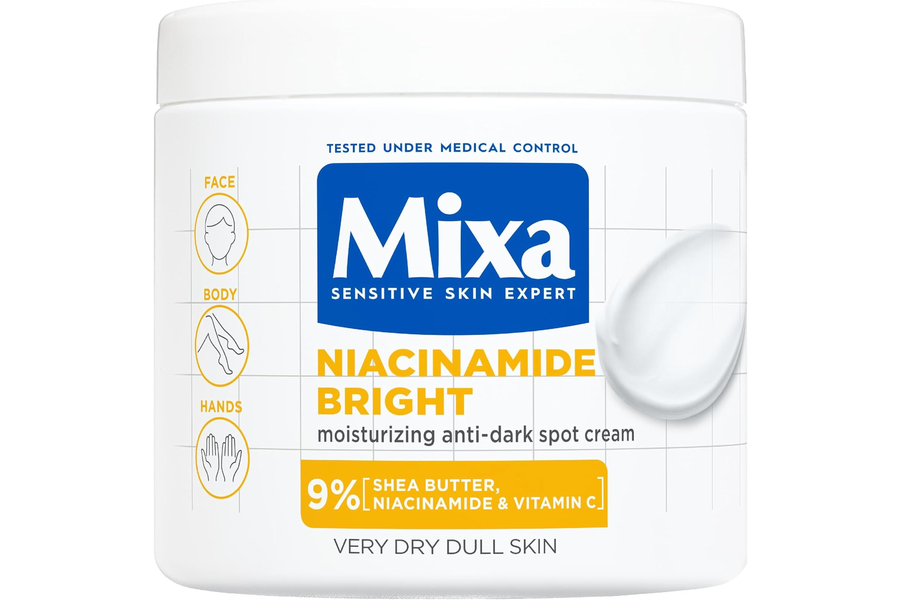 TESTED UNDER MEDICAL CONTROL
Mixa
SENSITIVE SKIN EXPERT
FACE
BODY
HANDS
NIACINAMIDE
BRIGHT
moisturizing anti-dark spot cream
9% [SHEA BUTTER,
NIACINAMIDE & VITAMIN C]
VERY DRY DULL SKIN